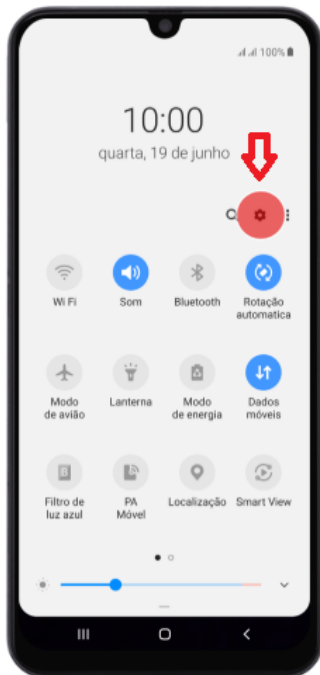 100%
10:00
quarta, 19 de junho
Wi Fi
Som
Bluetooth
Rotação
automatica
Modo
de avião
Lanterna
Modo
de energia
Dados
móveis
Filtro de
luz azul
PA
Móvel
Localização
Smart View